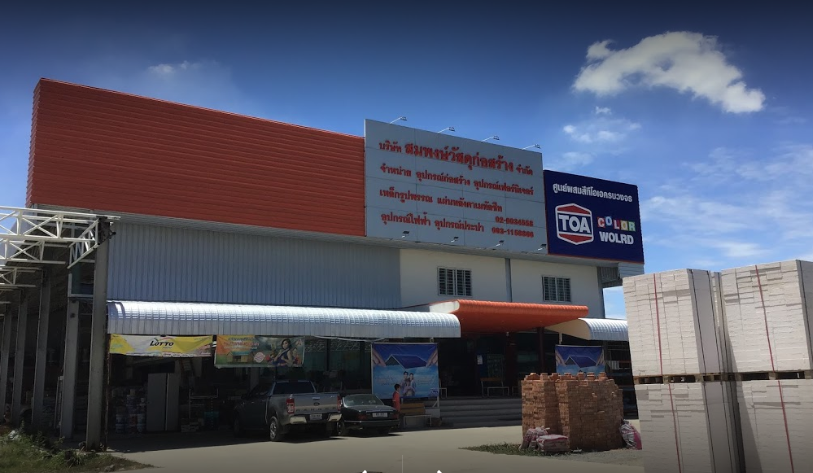 บริษัท สมพงษ์วัสดุก่อสร้าง จำกัด
จำหน่าย อุปกรณ์ก่อสร้าง อุปกรณ์เฟอร์นิเจอร์
เหล็กรูปพรรณ แผ่นหลังคาเมทัลชีท
อุปกรณ์ไฟฟ้า อุปกรณ์ประปา
ศูนย์ผสมสีทีโอเอครบวงจร
TOA
COLOR
WOLRD
LOTTO